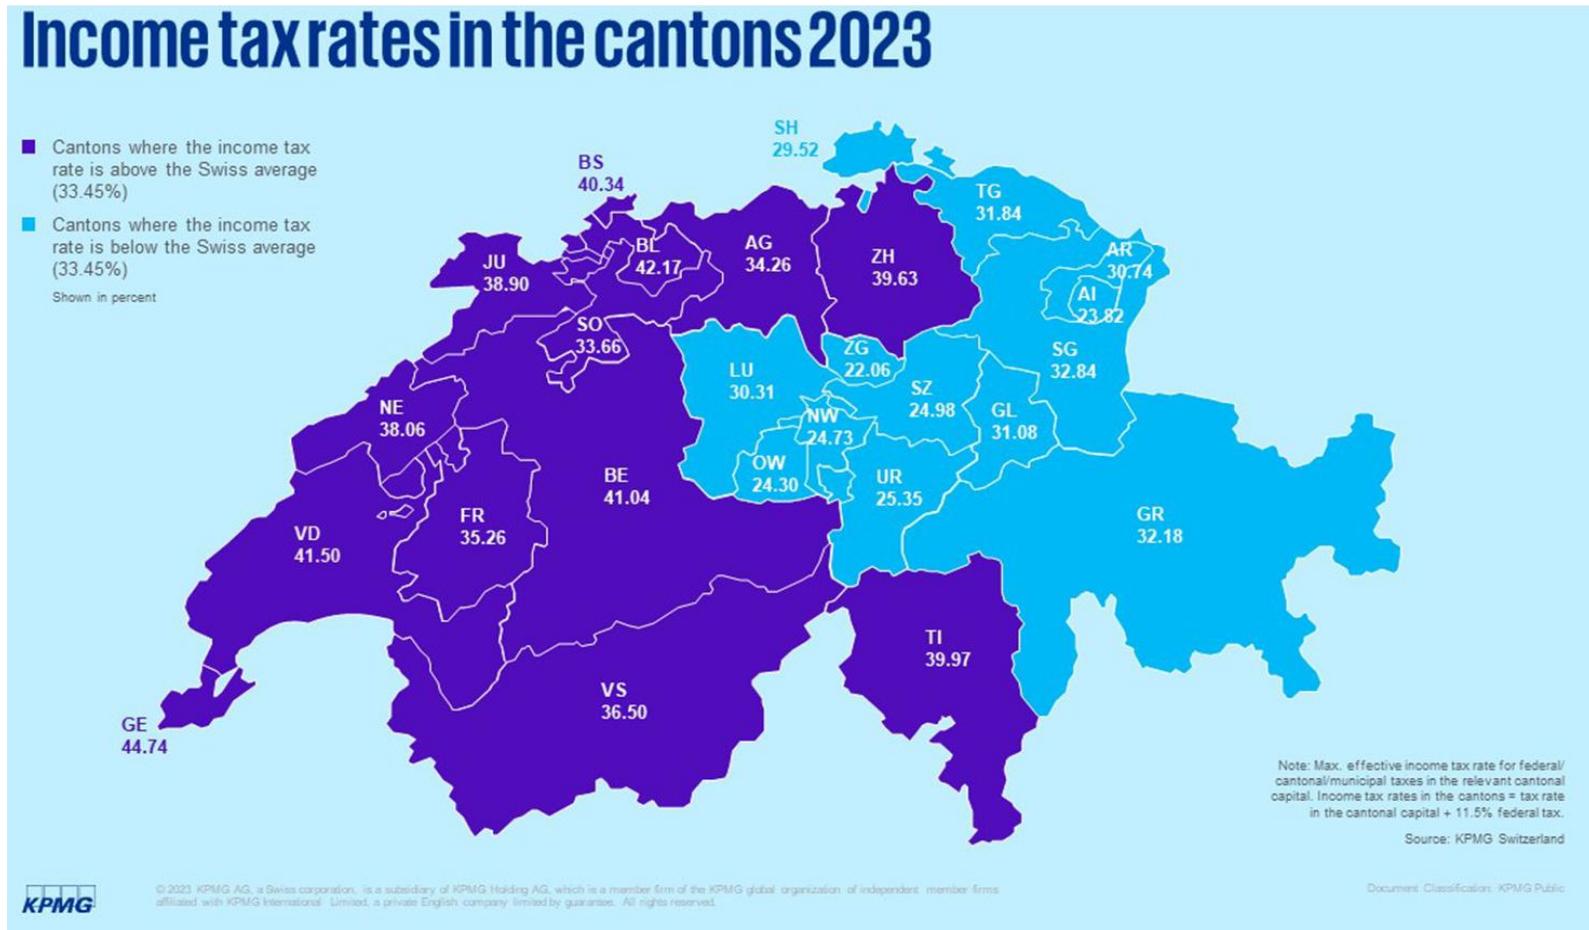 Income tax rates in the cantons 2023
Cantons where the income tax
rate is above the Swiss average
(33.45%)
Cantons where the income tax
rate is below the Swiss average
(33.45%)
Shown in percent
SH
29.52
BS
40.34
TG
31.84
BL
42.17
AG
34.26
ZH
39.63
AR
30.74
JU
38.90
AI
23.82
SO
33.66
ZG
22.06
SG
32.84
LU
30.31
SZ
24.98
NE
38.06
NW
24.73
GL
31.08
OW
24.30
BE
41.04
UR
25.35
FR
35.26
GR
32.18
VD
41.50
TI
39.97
VS
36.50
GE
44.74
Note: Max. effective income tax rate for federal/
cantonal/municipal taxes in the relevant cantonal
capital. Income tax rates in the cantons = tax rate
in the cantonal capital + 11.5% federal tax.
Source: KPMG Switzerland
KPMG
© 2023 KPMG AG, a Swiss corporation, is a subsidiary of KPMG Holding AG, which is a member firm of the KPMG global organization of independent member firms
affiliated with KPMG International Limited, a private English company limited by guarantee. All rights reserved.
Document Classification: KPMG Public